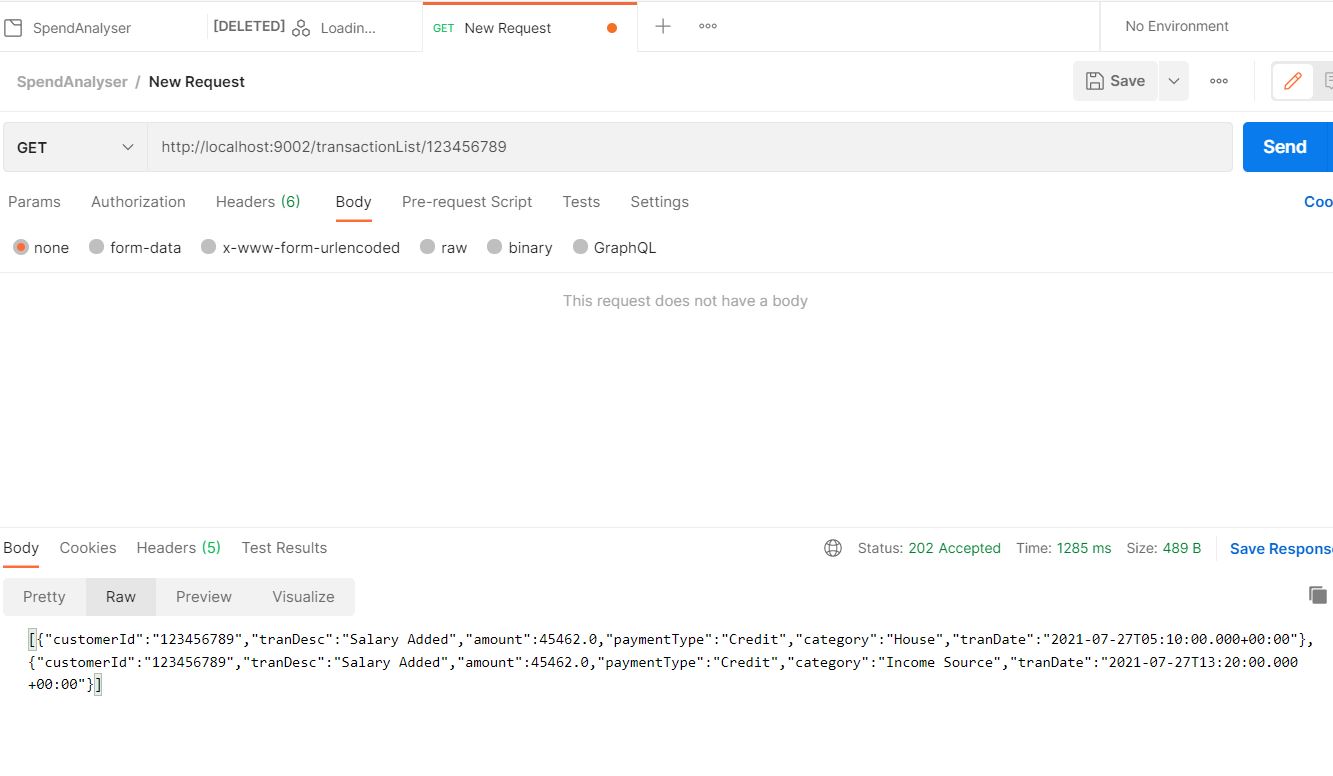 SpendAnalyser [DELETED] Loadin... GET New Request No Environment
SpendAnalyser / New Request Save
GET http://localhost:9002/transactionList/123456789 Send
Params Authorization Headers (6) Body Pre-request Script Tests Settings Coo
none form-data x-www-form-urlencoded raw binary GraphQL
This request does not have a body
Body Cookies Headers (5) Test Results Status: 202 Accepted Time: 1285 ms Size: 489 B Save Respons
Pretty Raw Preview Visualize
[{"customerId":"123456789","tranDesc":"Salary Added","amount":45462.0,"paymentType":"Credit","category":"House","tranDate":"2021-07-27T05:10:00.000+00:00"},
{"customerId":"123456789","tranDesc":"Salary Added","amount":45462.0,"paymentType":"Credit","category":"Income Source","tranDate":"2021-07-27T13:20:00.000
+00:00"}]